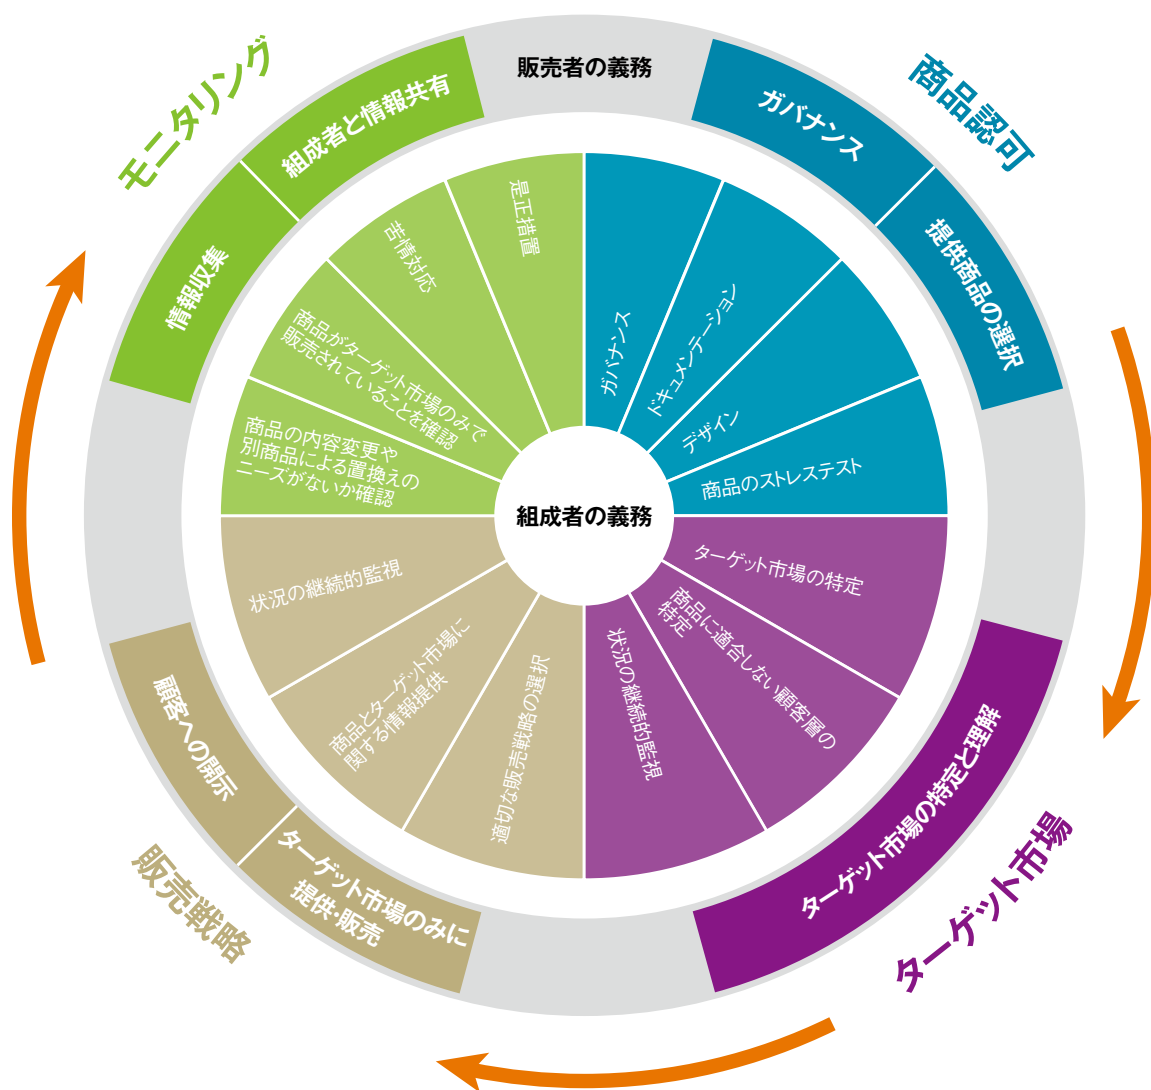 販売者の義務
商品認可
ガバナンス
提供商品の選択
ターゲット市場
ターゲット市場の特定と理解
販売戦略
ターゲット市場のみに
提供・販売
顧客への開示
モニタリング
情報収集
組成者と情報共有
組成者の義務
ガバナンス
ドキュメンテーション
デザイン
商品のストレステスト
ターゲット市場の特定
商品に適合しない顧客層の
特定
状況の継続的監視
適切な販売戦略の選択
商品とターゲット市場に
関する情報提供
状況の継続的監視
商品の内容変更や
別商品による置換えの
ニーズがないか確認
商品がターゲット市場のみで
販売されていることを確認
苦情対応
是正措置